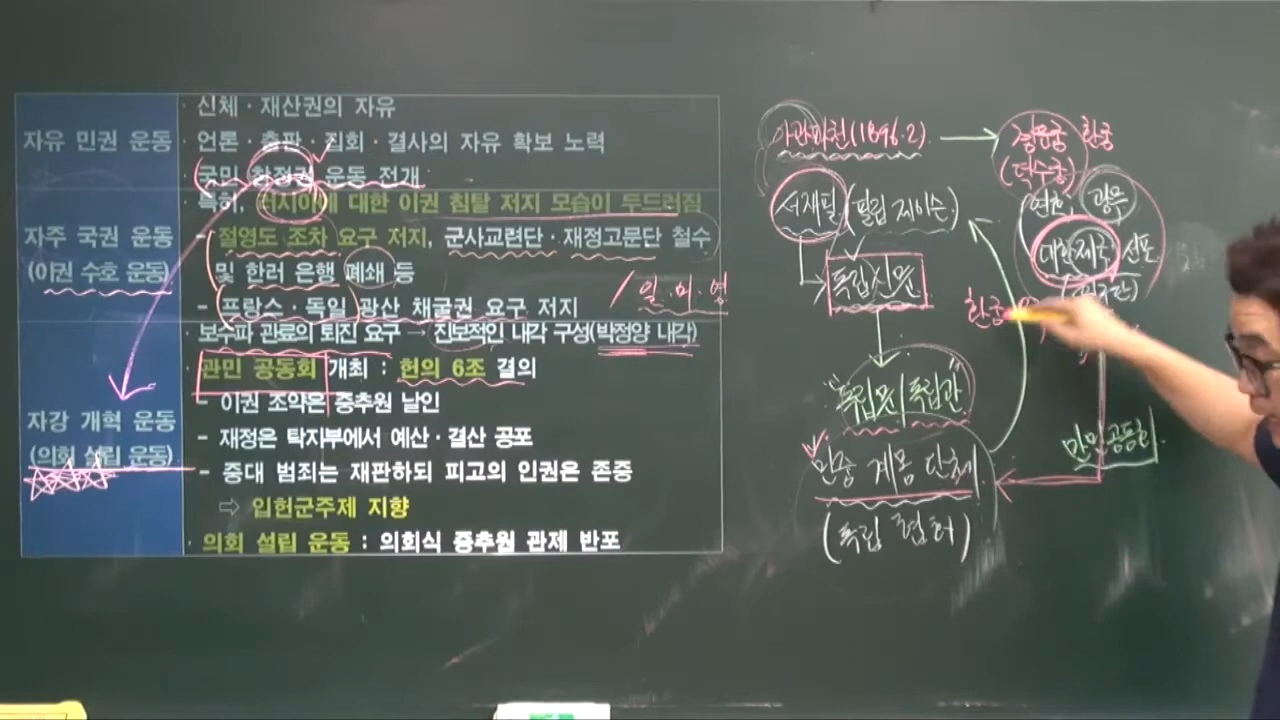 신체·재산권의 자유
자유 민권 운동
언론·출판·집회·결사의 자유 확보 노력
국민 참정권 운동 전개
특히, 러시아에 대한 이권 침탈 저지 모습이 두드러짐
자주 국권 운동
(이권 수호 운동)
- 절영도 조차 요구 저지, 군사교련단·재정고문단 철수
및 한러 은행 폐쇄 등
- 프랑스·독일 광산 채굴권 요구 저지
/ 일.미.영
보수파 관료의 퇴진 요구 → 진보적인 내각 구성(박정양 내각)
· 관민 공동회 개최 : 헌의 6조 결의
- 이권 조약은 중추원 날인
자강 개혁 운동
(의회 설립 운동)
- 재정은 탁지부에서 예산·결산 공포
- 중대 범죄는 재판하되 피고의 인권은 존중
⇨ 입헌군주제 지향
· 의회 설립 운동 : 의회식 중추원 관제 반포
아관파천(1896.2)
경운궁 환궁
(덕수궁)
서재필 (필립 제이슨)
연호, 광무
대한제국 선포
독립신문
환궁
"독립문/독립관"
만민공동회.
민중 계몽 단체
(독립협회)